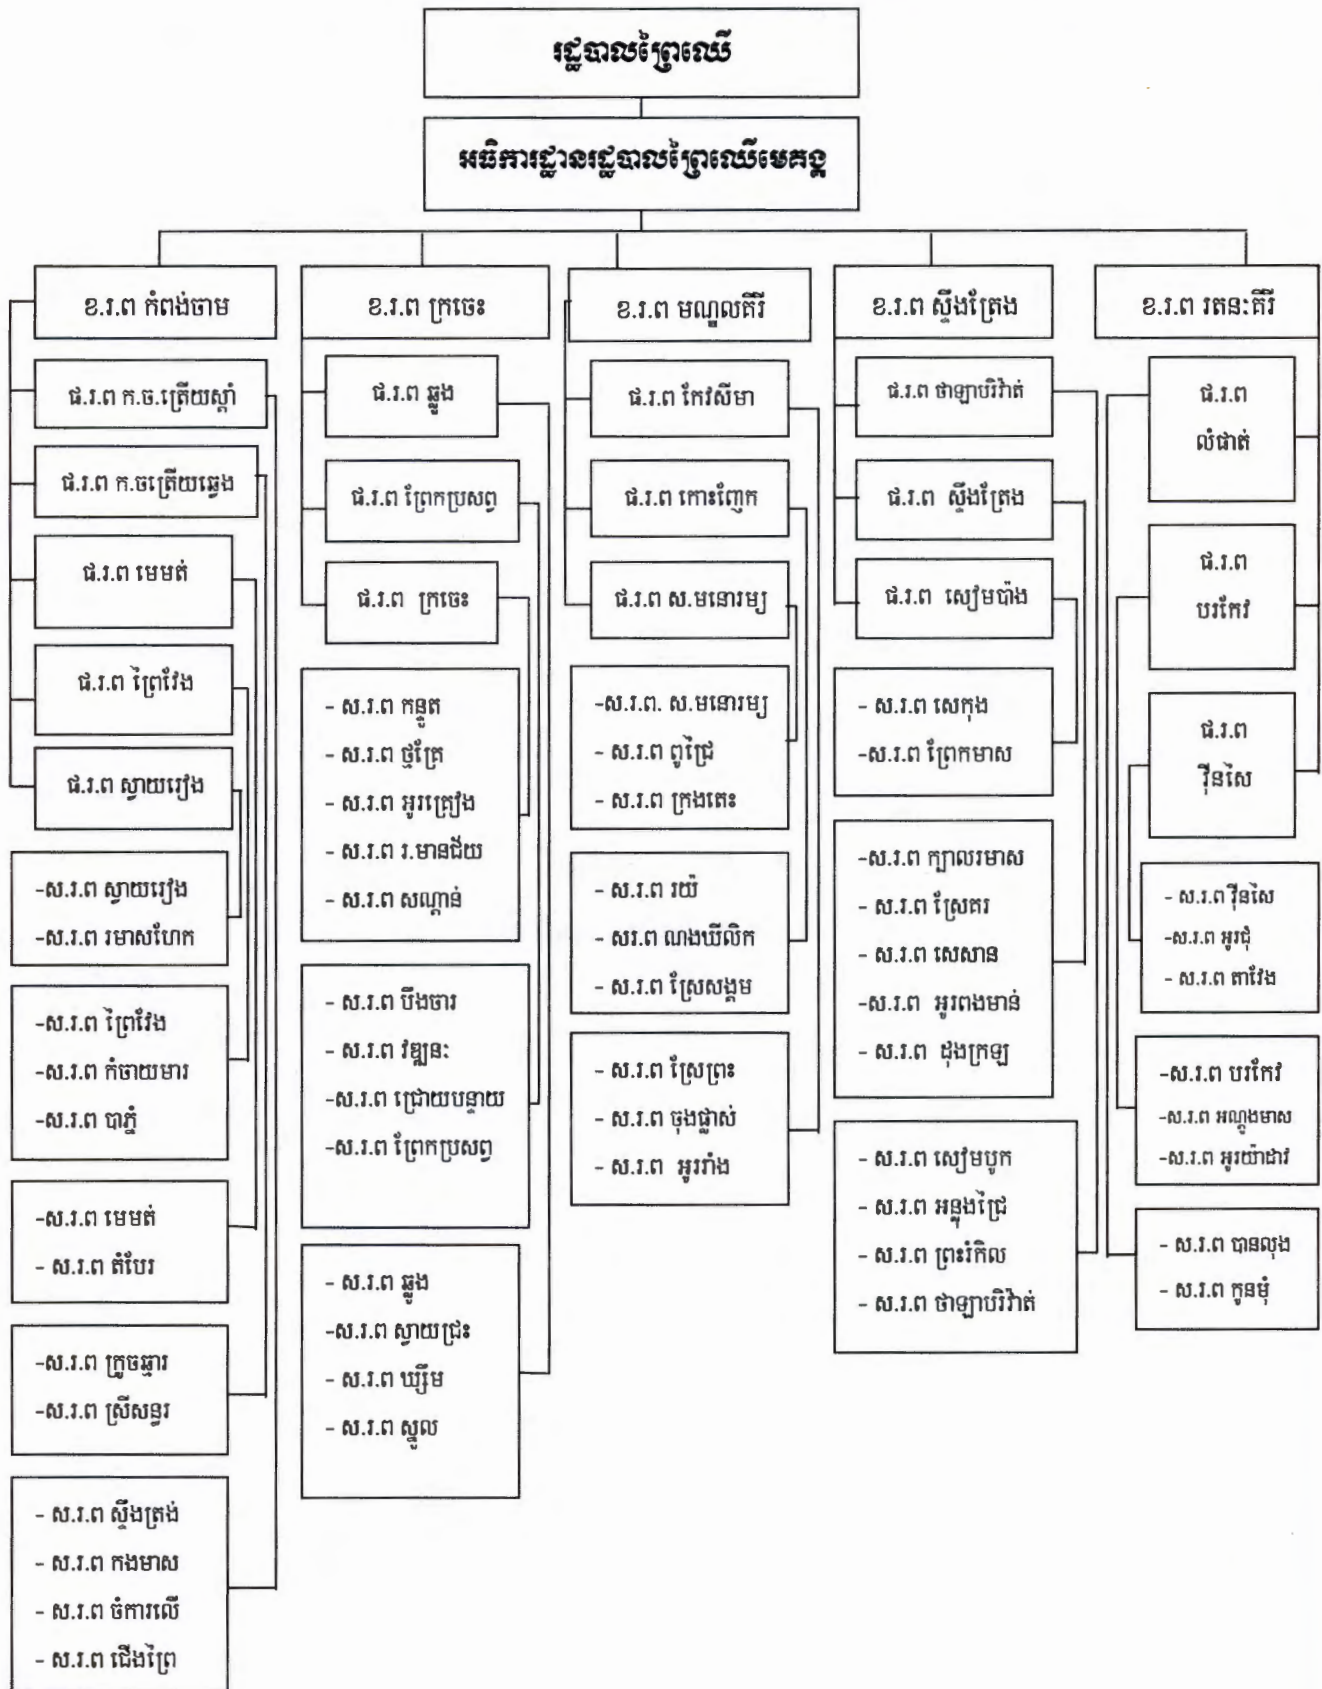 រដ្ឋបាលព្រៃឈើ
អធិការដ្ឋានរដ្ឋបាលព្រៃឈើមេគង្គ
ខ.រ.ព កំពង់ចាម
ផ.រ.ព ក.ច.ត្រើយស្តាំ
ផ.រ.ព ក.ចត្រើយឆ្វេង
ផ.រ.ព មេមត់
ផ.រ.ព ព្រៃវែង
ផ.រ.ព ស្វាយរៀង
-ស.រ.ព ស្វាយរៀង
-ស.រ.ព រមាសហែក
-ស.រ.ព ព្រៃវែង
-ស.រ.ព កំចាយមារ
-ស.រ.ព បាភ្នំ
-ស.រ.ព មេមត់
- ស.រ.ព តំបែរ
-ស.រ.ព ក្រូចឆ្មារ
-ស.រ.ព ស្រីសន្ធរ
- ស.រ.ព ស្ទឹងត្រង់
- ស.រ.ព កងមាស
- ស.រ.ព ចំការលើ
- ស.រ.ព ជើងព្រៃ
ខ.រ.ព ក្រចេះ
ផ.រ.ព ឆ្លូង
ផ.រ.ព ព្រែកប្រសព្វ
ផ.រ.ព ក្រចេះ
- ស.រ.ព កន្ទួត
- ស.រ.ព ថ្មគ្រែ
- ស.រ.ព អូរគ្រៀង
- ស.រ.ព រ.មានជ័យ
- ស.រ.ព សណ្តាន់
- ស.រ.ព បឹងចារ
- ស.រ.ព វឌ្ឍនៈ
-ស.រ.ព ជ្រោយបន្ទាយ
-ស.រ.ព ព្រែកប្រសព្វ
- ស.រ.ព ឆ្លូង
-ស.រ.ព ស្វាយជ្រះ
- ស.រ.ព ឃ្សឹម
- ស.រ.ព ស្នួល
ខ.រ.ព មណ្ឌលគិរី
ផ.រ.ព កែវសីមា
ផ.រ.ព កោះញែក
ផ.រ.ព ស.មនោរម្យ
-ស.រ.ព. ស.មនោរម្យ
- ស.រ.ព ពូជ្រៃ
- ស.រ.ព ក្រងតេះ
- ស.រ.ព រយ៉
- សរ.ព ណងឃីលិក
- ស.រ.ព ស្រែសង្គម
- ស.រ.ព ស្រែព្រះ
- ស.រ.ព ចុងផ្លាស់
- ស.រ.ព អូររាំង
ខ.រ.ព ស្ទឹងត្រែង
ផ.រ.ព ថាឡាបរិវ៉ាត់
ផ.រ.ព ស្ទឹងត្រែង
ផ.រ.ព សៀមប៉ាង
- ស.រ.ព សេកុង
-ស.រ.ព ព្រែកមាស
-ស.រ.ព ក្បាលរមាស
- ស.រ.ព ស្រែគរ
- ស.រ.ព សេសាន
-ស.រ.ព អូរពងមាន់
- ស.រ.ព ដុងក្រឡ
- ស.រ.ព សៀមបូក
- ស.រ.ព អន្លុងជ្រៃ
- ស.រ.ព ព្រះរំកិល
- ស.រ.ព ថាឡាបរិវ៉ាត់
ខ.រ.ព រតនៈគិរី
ផ.រ.ព
លំផាត់
ផ.រ.ព
បរកែវ
ផ.រ.ព
វ៉ីនសៃ
- ស.រ.ព វ៉ីនសៃ
-ស.រ.ព អូរជុំ
- ស.រ.ព តាវែង
-ស.រ.ព បរកែវ
-ស.រ.ព អណ្តូងមាស
-ស.រ.ព អូរយ៉ាដាវ
- ស.រ.ព បានលុង
- ស.រ.ព កូនមុំ